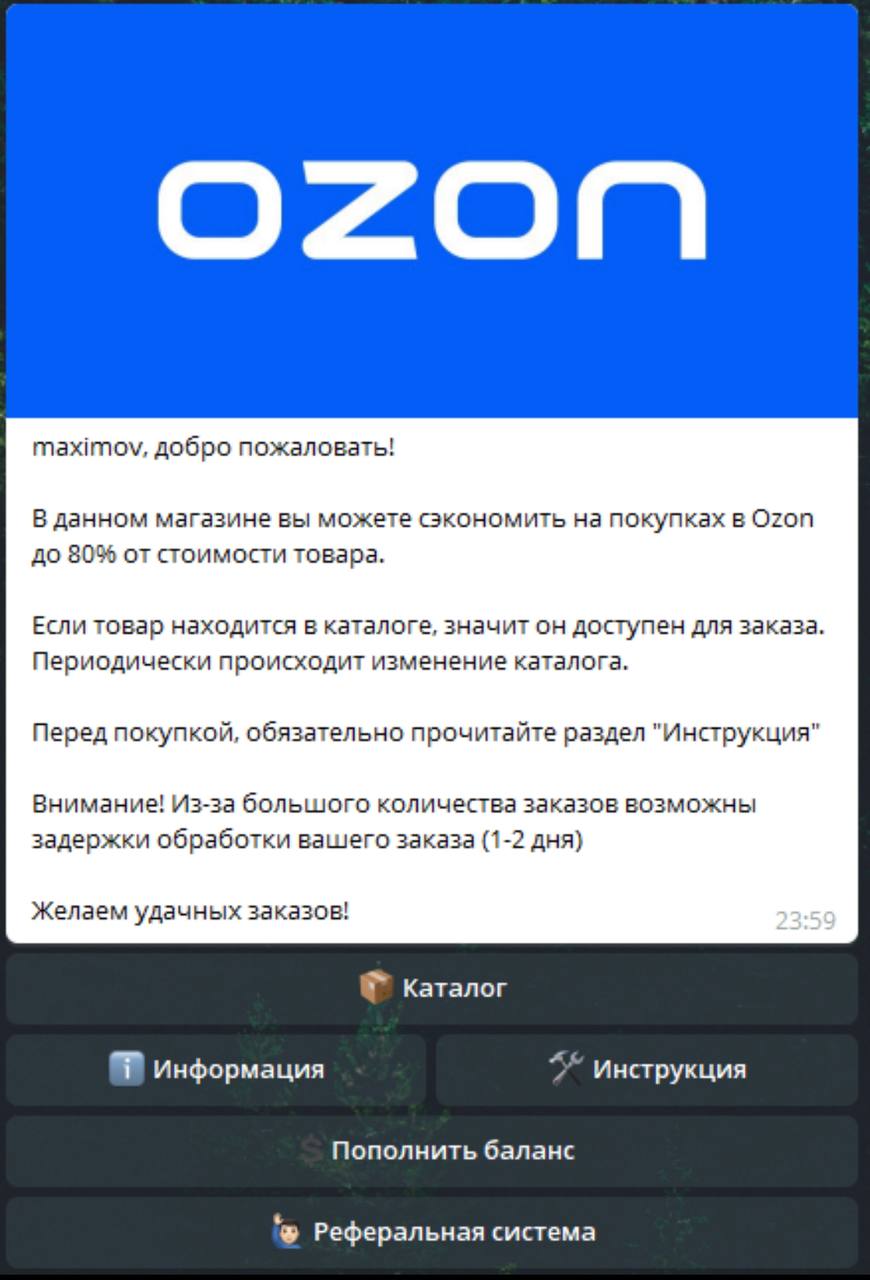 ozon
maximov, добро пожаловать!
В данном магазине вы можете сэкономить на покупках в Ozon
до 80% от стоимости товара.
Если товар находится в каталоге, значит он доступен для заказа.
Периодически происходит изменение каталога.
Перед покупкой, обязательно прочитайте раздел "Инструкция"
Внимание! Из-за большого количества заказов возможны
задержки обработки вашего заказа (1-2 дня)
Желаем удачных заказов!
23:59
Каталог
Информация
Инструкция
Пополнить баланс
Реферальная система